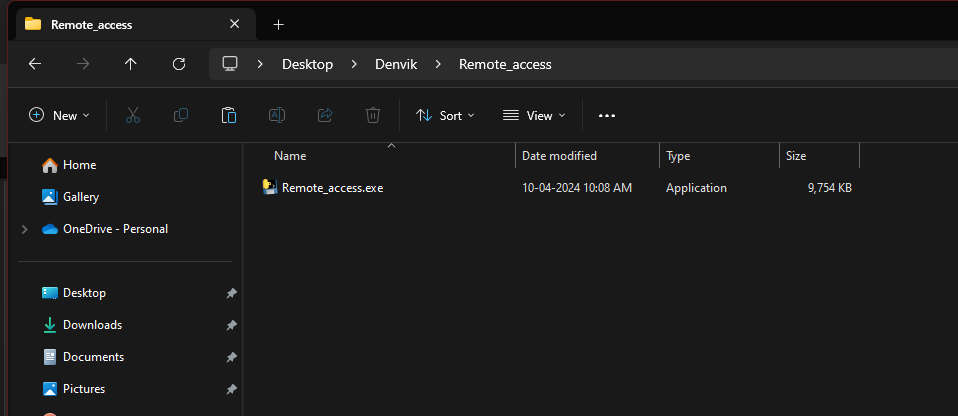 Remote_access
Desktop > Denvik > Remote_access
New Sort View
Name Date modified Type Size
Remote_access.exe 10-04-2024 10:08 AM Application 9,754 KB
Home
Gallery
OneDrive - Personal
Desktop
Downloads
Documents
Pictures